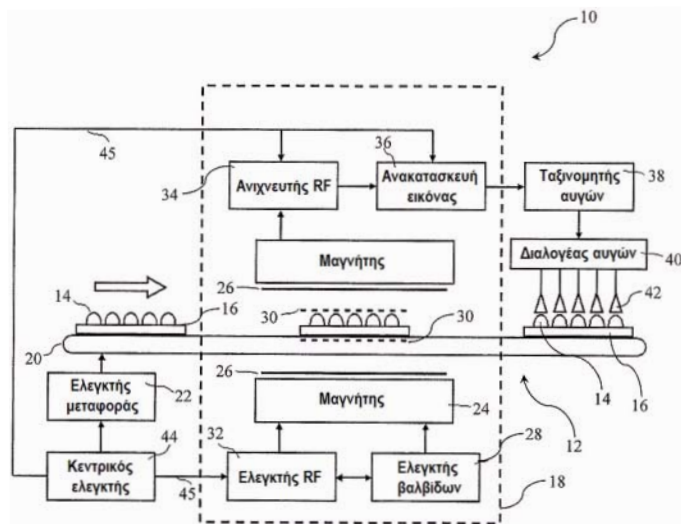 10
45
36
34
Ανιχνευτής RF
Ανακατασκευή
εικόνας
Ταξινομητής
αυγών
38
Μαγνήτης
Διαλογέας αυγών
40
26
14
16
30
42
30
20
26
Ελεγκτής
μεταφοράς
22
Μαγνήτης
24
14
16
12
44
32
28
Κεντρικός
ελεγκτής
45
Ελεγκτής RF
Ελεγκτής
βαλβίδων
18